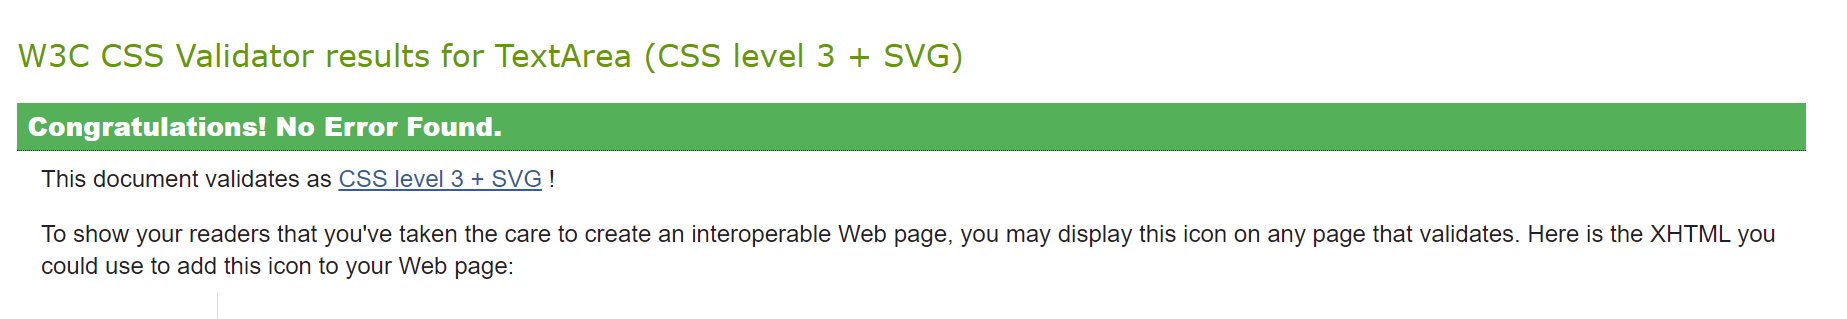 W3C CSS Validator results for TextArea (CSS level 3 + SVG)
Congratulations! No Error Found.
This document validates as CSS level 3 + SVG !
To show your readers that you've taken the care to create an interoperable Web page, you may display this icon on any page that validates. Here is the XHTML you
could use to add this icon to your Web page: